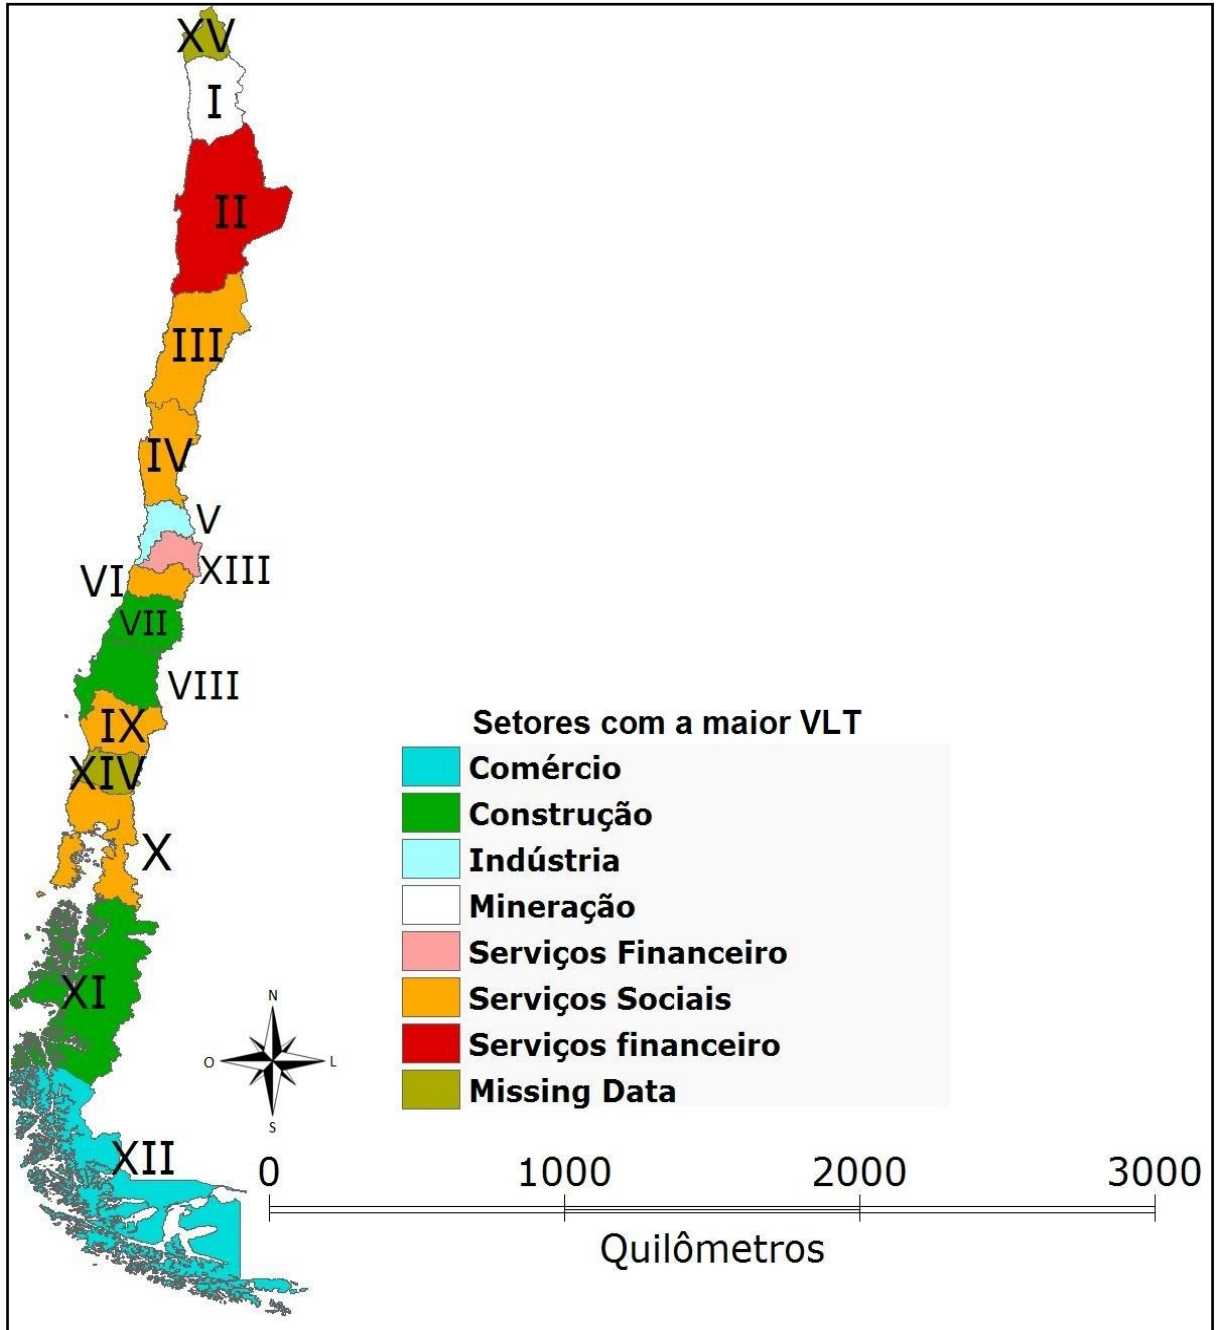 XV
I
II
III
IV
V
XIII
VI
VII
VIII
IX
XIV
X
XI
XII
Setores com a maior VLT
Comércio
Construção
Indústria
Mineração
Serviços Financeiro
Serviços Sociais
Serviços financeiro
Missing Data
N
O L
S
0 1000 2000 3000
Quilômetros